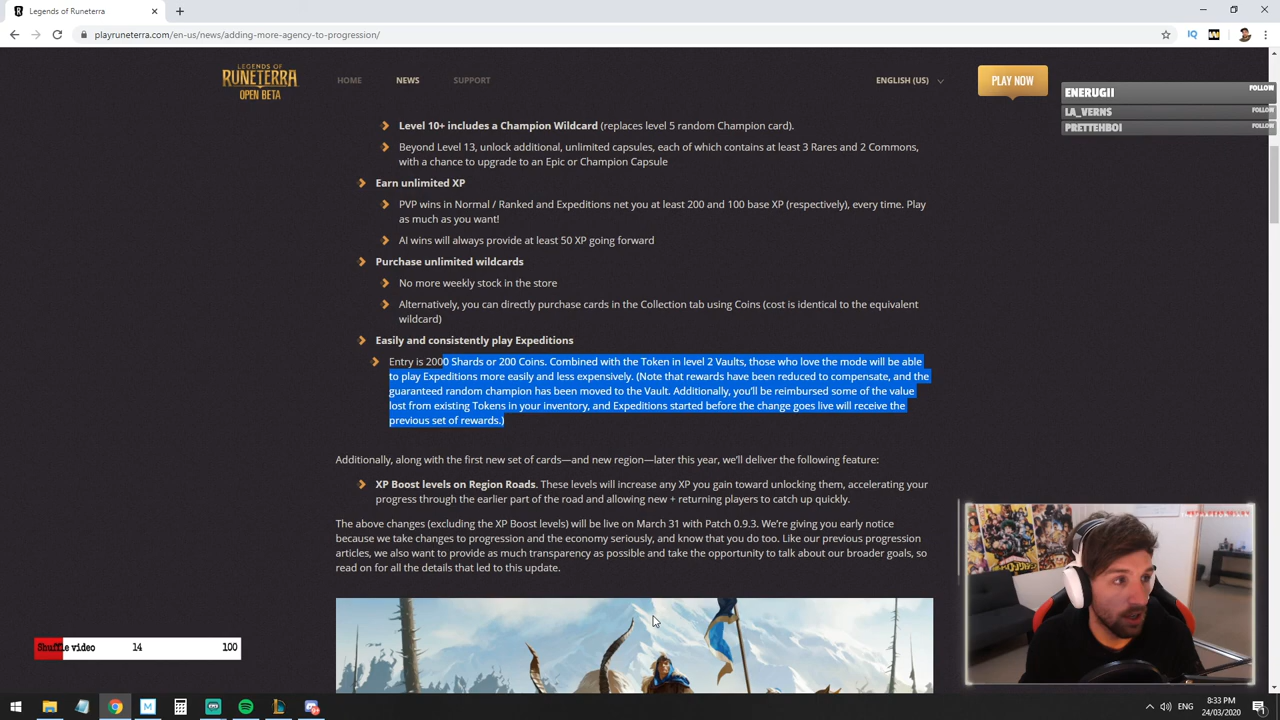 Legends of Runeterra
playruneterra.com/en-us/news/adding-more-agency-to-progression/
LEGENDS OF
RUNETERRA
OPEN BETA
HOME
NEWS
SUPPORT
ENGLISH (US)
PLAY NOW
ENERUGII
FOLLOW
LA_VERNS
FOLLOW
PRETTEHBOI
FOLLOW
Level 10+ includes a Champion Wildcard (replaces level 5 random Champion card).
Beyond Level 13, unlock additional, unlimited capsules, each of which contains at least 3 Rares and 2 Commons,
with a chance to upgrade to an Epic or Champion Capsule
Earn unlimited XP
PVP wins in Normal / Ranked and Expeditions net you at least 200 and 100 base XP (respectively), every time. Play
as much as you want!
AI wins will always provide at least 50 XP going forward
Purchase unlimited wildcards
No more weekly stock in the store
Alternatively, you can directly purchase cards in the Collection tab using Coins (cost is identical to the equivalent
wildcard)
Easily and consistently play Expeditions
Entry is 2000 Shards or 200 Coins. Combined with the Token in level 2 Vaults, those who love the mode will be able
to play Expeditions more easily and less expensively. (Note that rewards have been reduced to compensate, and the
guaranteed random champion has been moved to the Vault. Additionally, you'll be reimbursed some of the value
lost from existing Tokens in your inventory, and Expeditions started before the change goes live will receive the
previous set of rewards.)
Additionally, along with the first new set of cards—and new region—later this year, we'll deliver the following feature:
XP Boost levels on Region Roads. These levels will increase any XP you gain toward unlocking them, accelerating your
progress through the earlier part of the road and allowing new + returning players to catch up quickly.
The above changes (excluding the XP Boost levels) will be live on March 31 with Patch 0.9.3. We're giving you early notice
because we take changes to progression and the economy seriously, and know that you do too. Like our previous progression
articles, we also want to provide as much transparency as possible and take the opportunity to talk about our broader goals, so
read on for all the details that led to this update.
Shuffle video
14
100
ENG
8:33 PM
24/03/2020